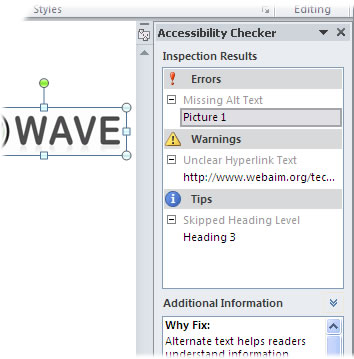 Styles
Editing
Accessibility Checker
Inspection Results
Errors
Missing Alt Text
Picture 1
WAVE
Warnings
Unclear Hyperlink Text
http://www.webaim.org/tec...
Tips
Skipped Heading Level
Heading 3
Additional Information
Why Fix:
Alternate text helps readers
understand information